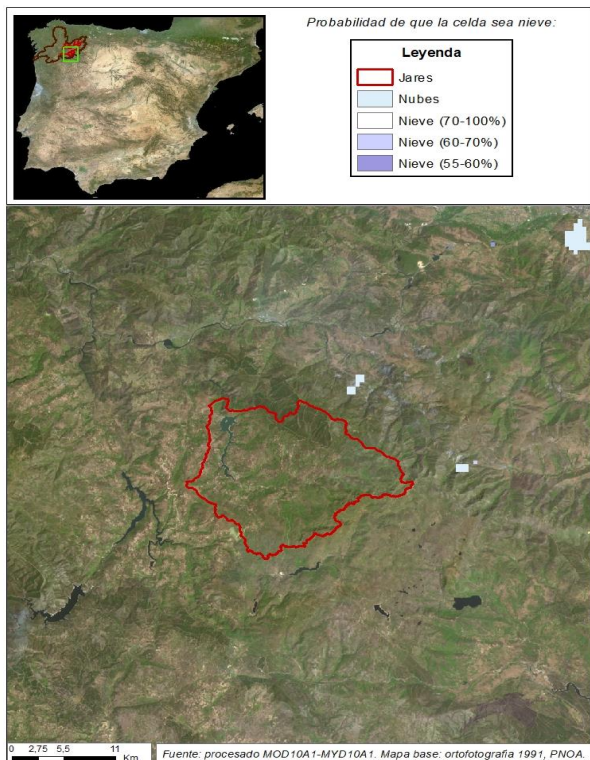 Probabilidad de que la celda sea nieve:
Leyenda
Jares
Nubes
Nieve (70-100%)
Nieve (60-70%)
Nieve (55-60%)
0 2,75 5,5 11
Km
Fuente: procesado MOD10A1-MYD10A1. Mapa base: ortofotografia 1991, PNOA.